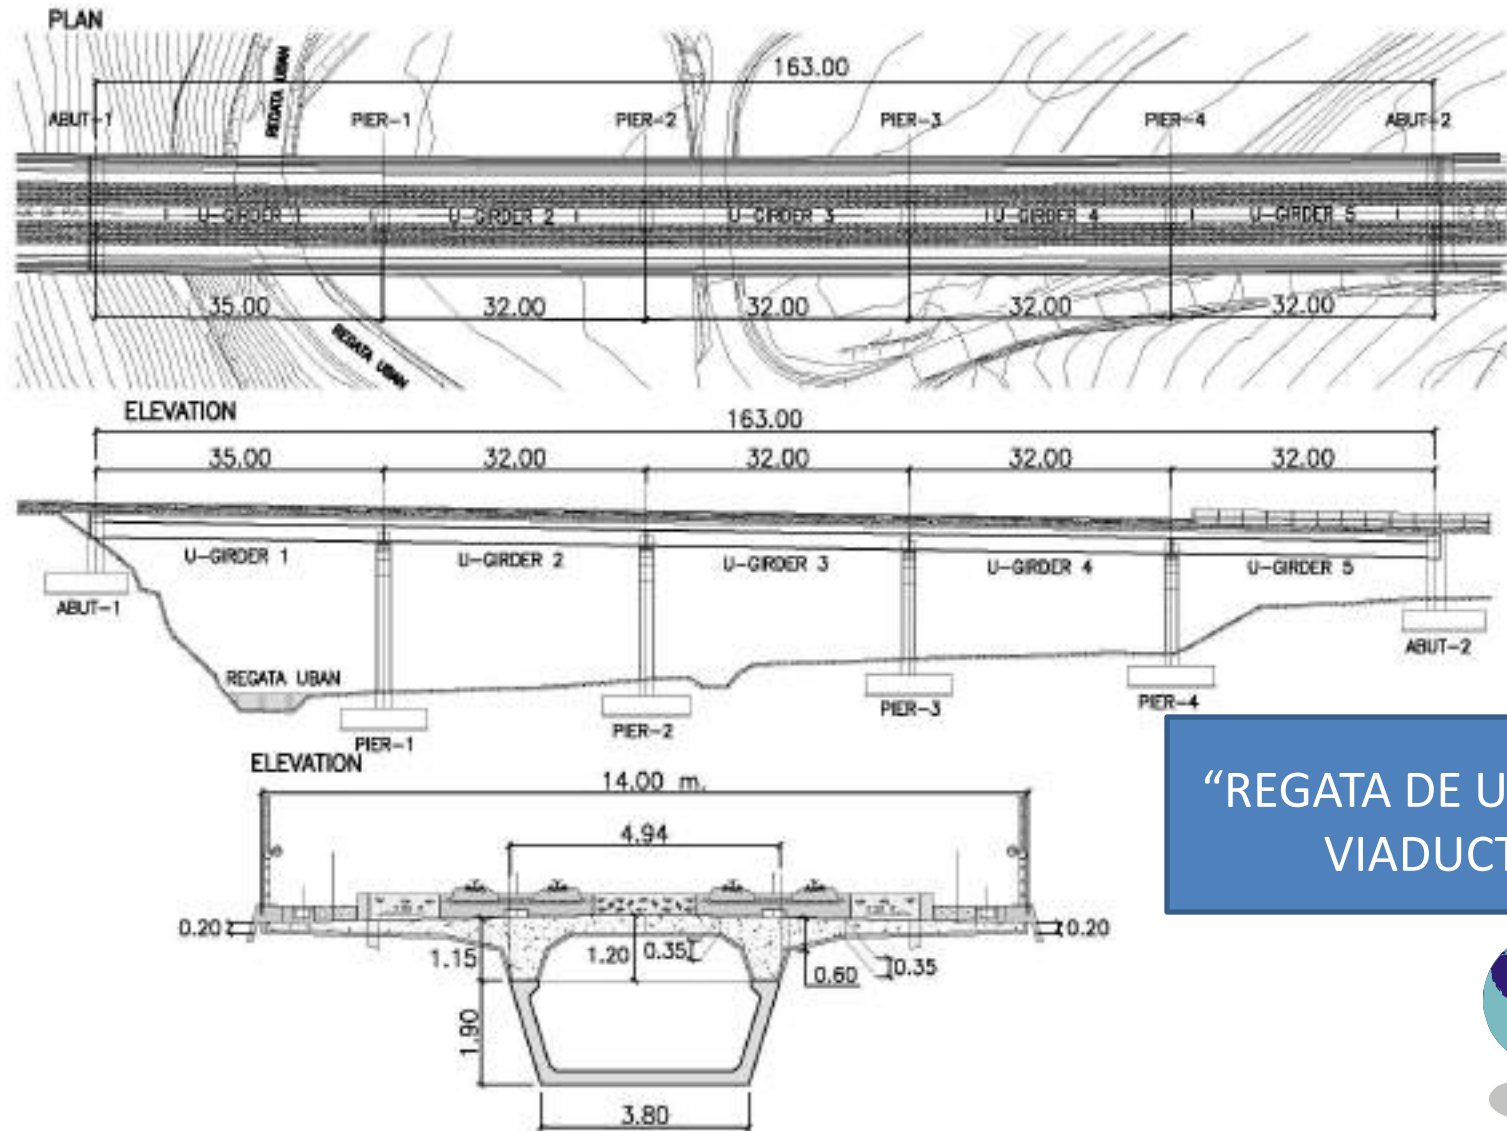 PLAN
163.00
REGATA UBAN
ABUT-1 PIER-1 PIER-2 PIER-3 PIER-4 ABUT-2
U-GIRDER 1 U-GIRDER 2 U-GIRDER 3 U-GIRDER 4 U-GIRDER 5
35.00 32.00 32.00 32.00 32.00
REGATA UBAN
ELEVATION
163.00
35.00 32.00 32.00 32.00 32.00
U-GIRDER 1 U-GIRDER 2 U-GIRDER 3 U-GIRDER 4 U-GIRDER 5
ABUT-1
ABUT-2
REGATA UBAN
PIER-1 PIER-2 PIER-3 PIER-4
ELEVATION
14.00 m.
4.94
0.20 0.20
1.15 1.20 0.35 0.60 0.35
1.90
3.80
“REGATA DE U
VIADUCT